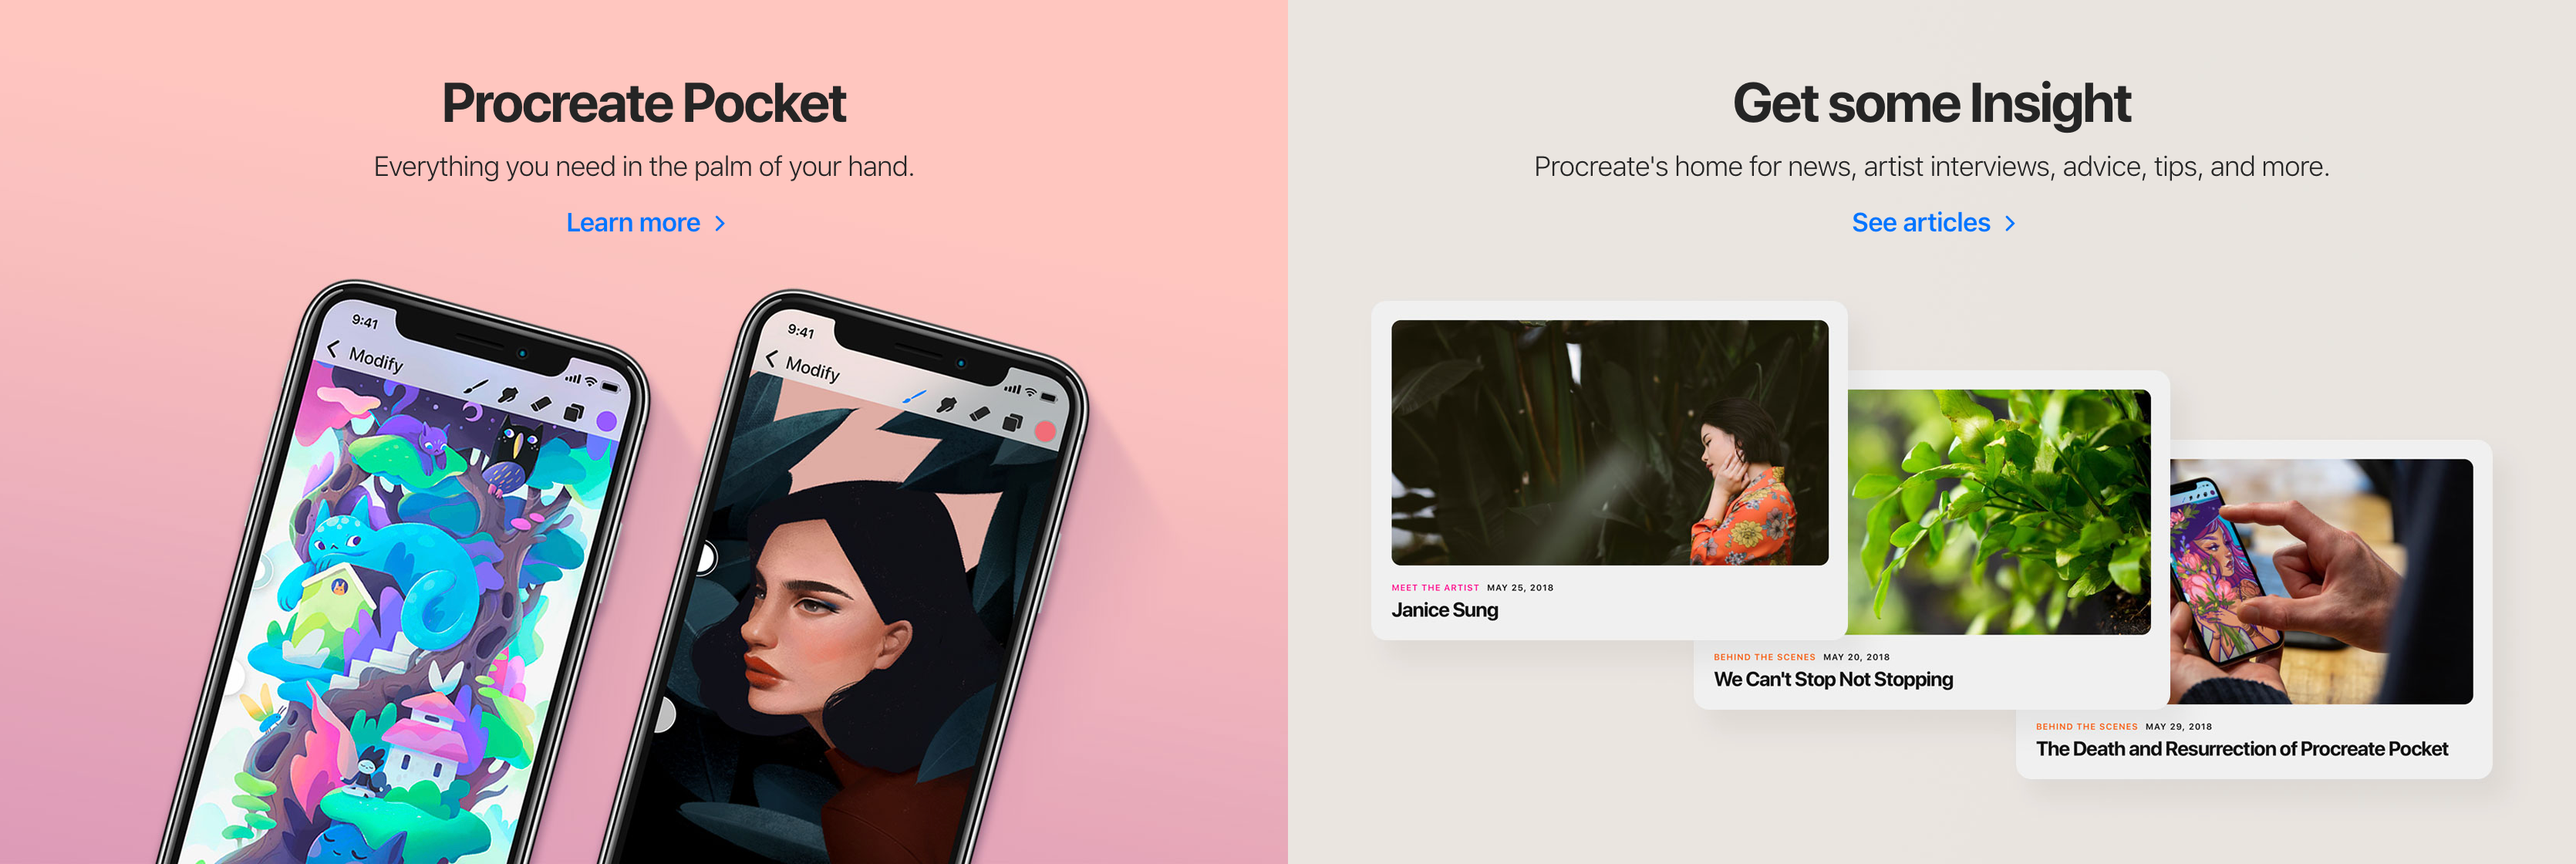 Procreate Pocket
Everything you need in the palm of your hand.
Learn more
9:41
Modify
9:41
Modify
Get some Insight
Procreate's home for news, artist interviews, advice, tips, and more.
See articles
MEET THE ARTIST MAY 25, 2018
Janice Sung
BEHIND THE SCENES MAY 20, 2018
We Can't Stop Not Stopping
BEHIND THE SCENES MAY 29, 2018
The Death and Resurrection of Procreate Pocket